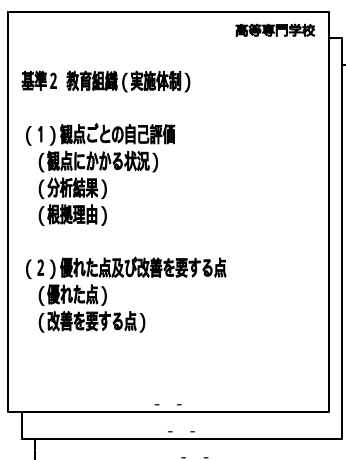 高等専門学校
基準２ 教育組織（実施体制）
（１）観点ごとの自己評価
（観点にかかる状況）
（分析結果）
（根拠理由）
（２）優れた点及び改善を要する点
（優れた点）
（改善を要する点）
- -
- -
- -